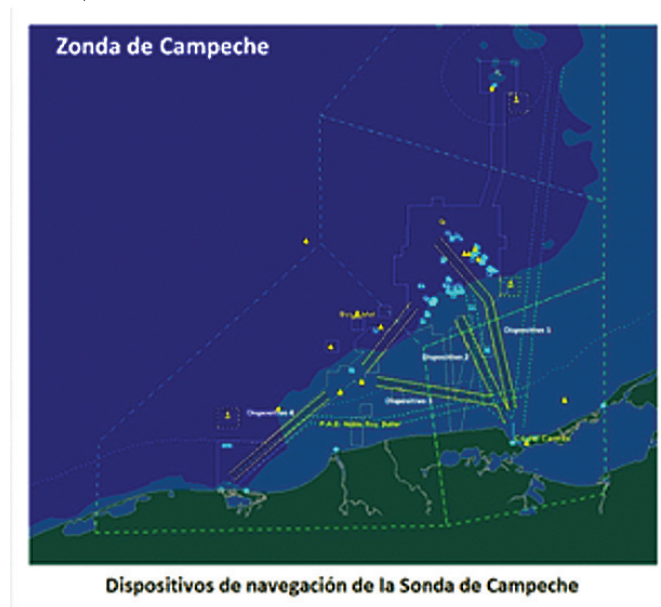 Zonda de Campeche
Dispositivo 1
Dispositivo 2
Dispositivo 3
Dispositivo 4
P.A.B.
Dispositivos de navegación de la Sonda de Campeche